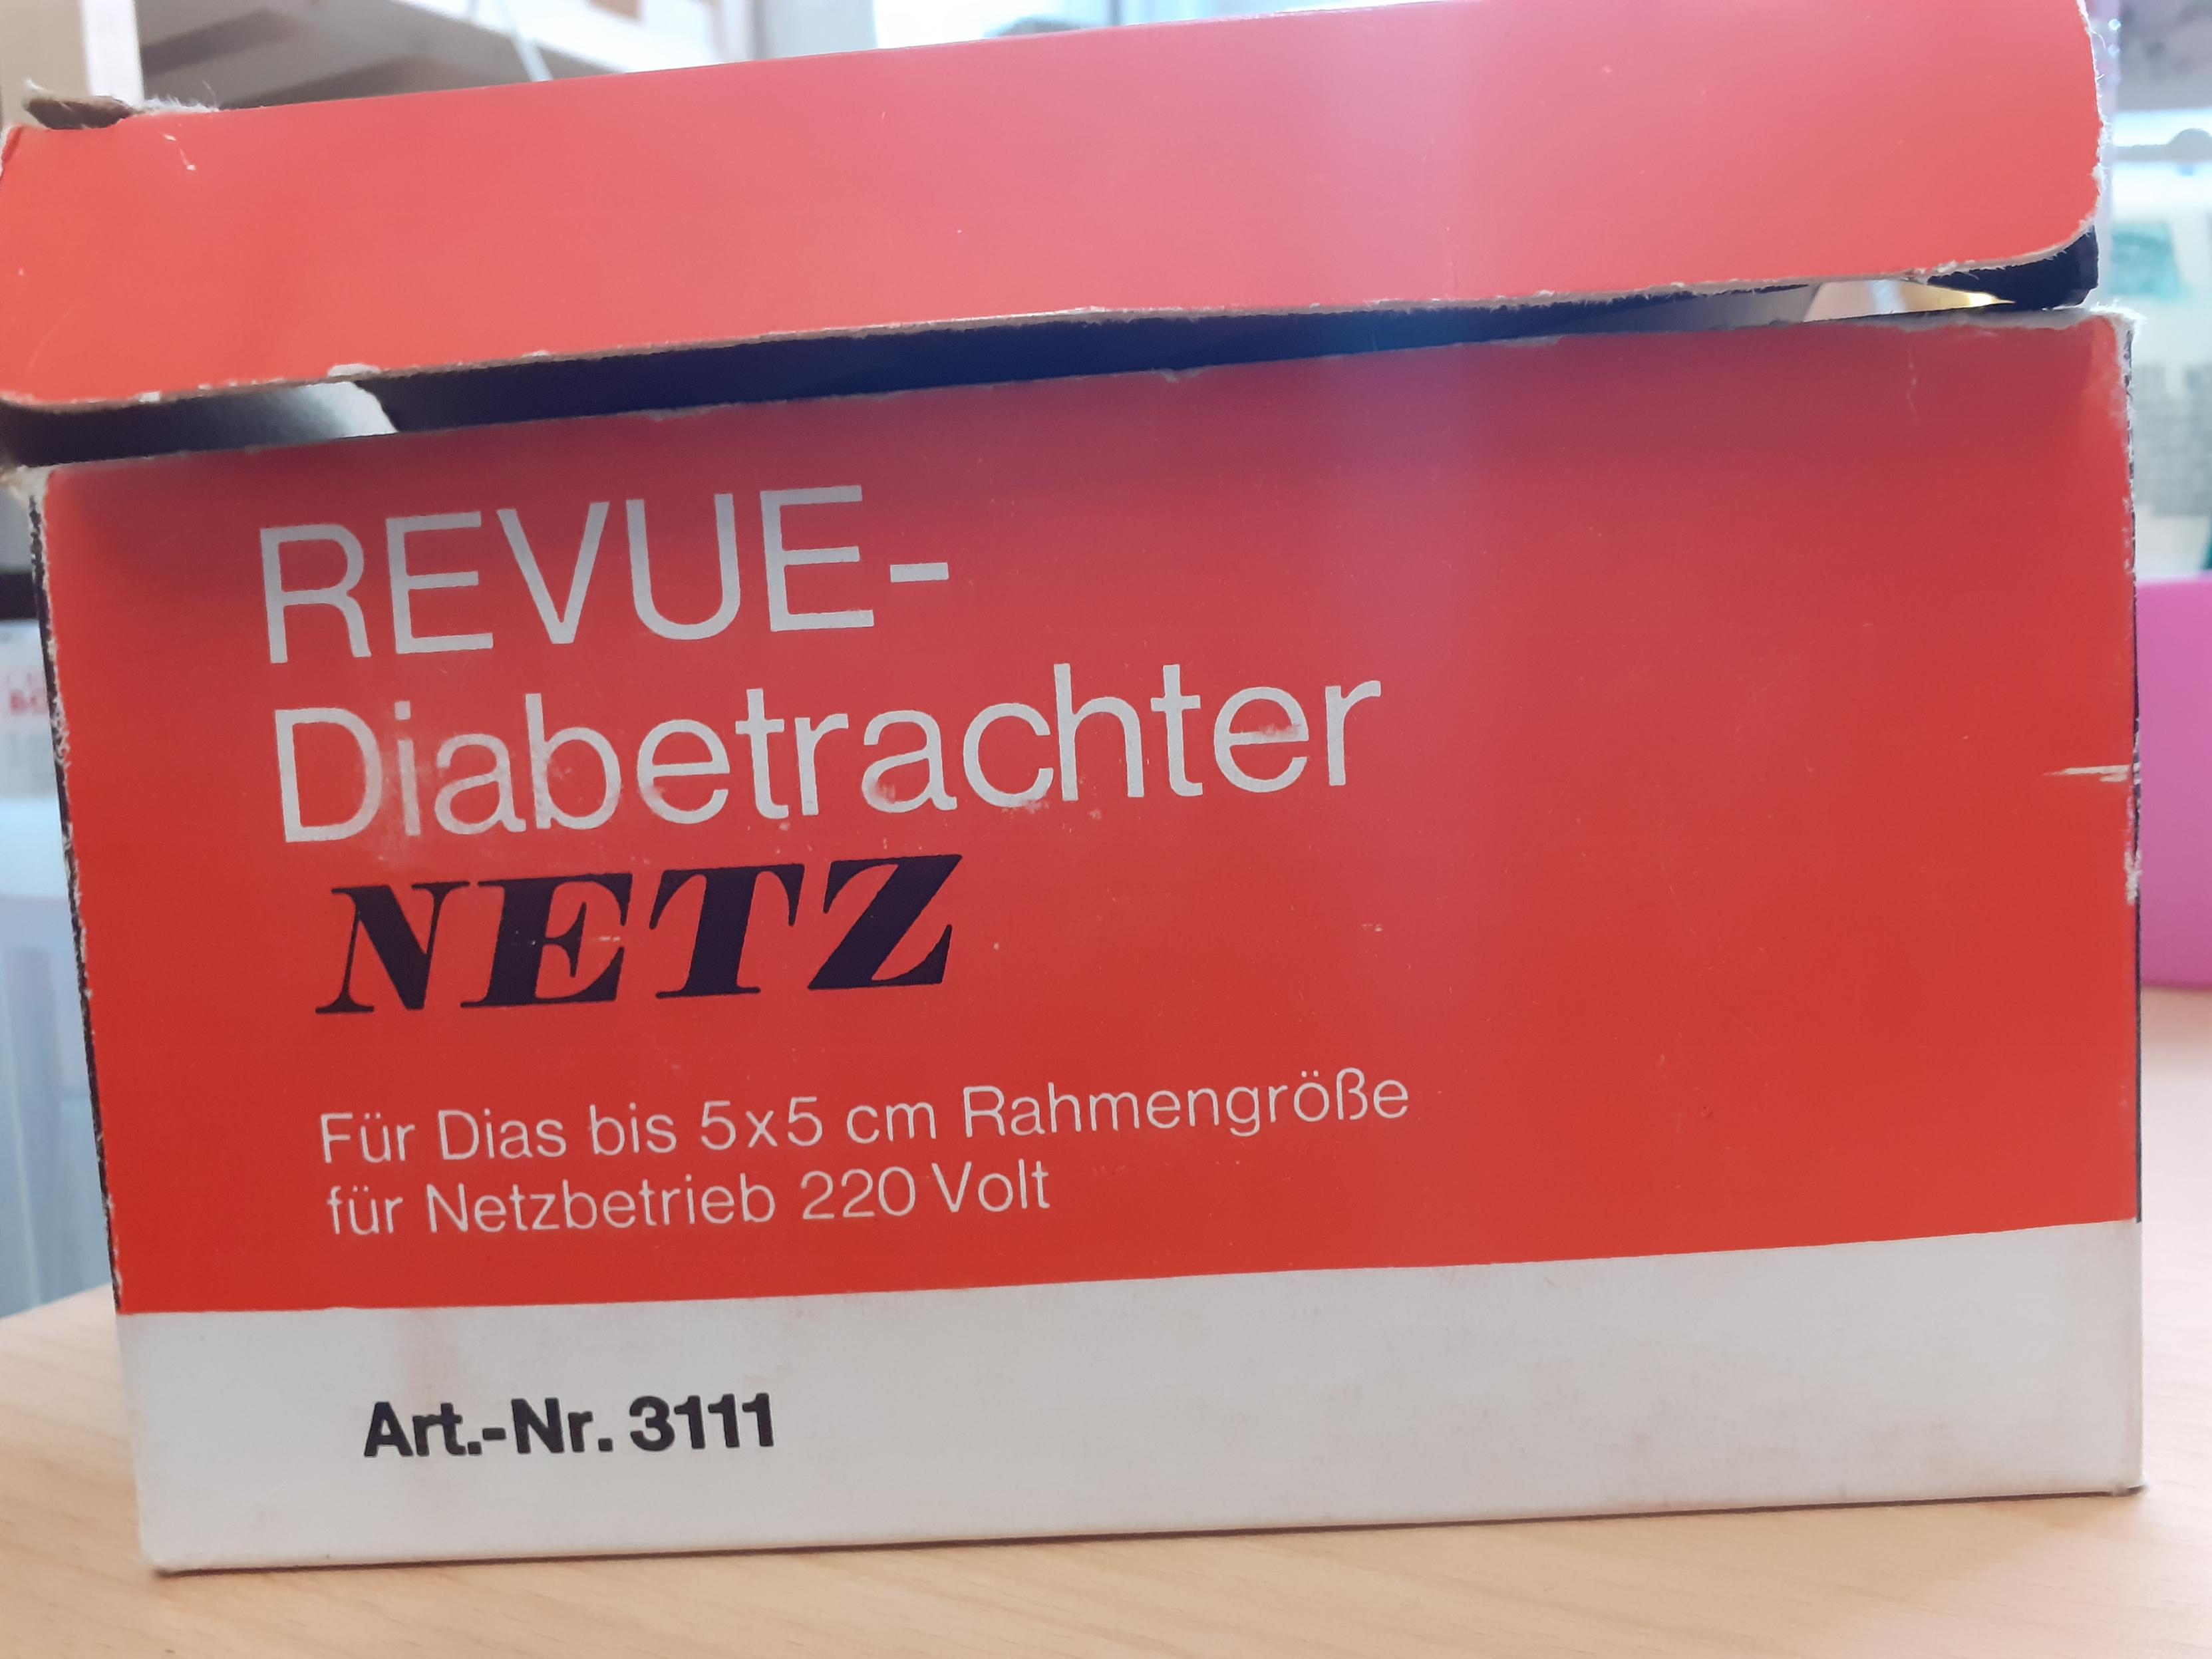 REVUE-
Diabetrachter
NETZ
Für Dias bis 5x5 cm Rahmengröße
für Netzbetrieb 220 Volt
Art.-Nr. 3111